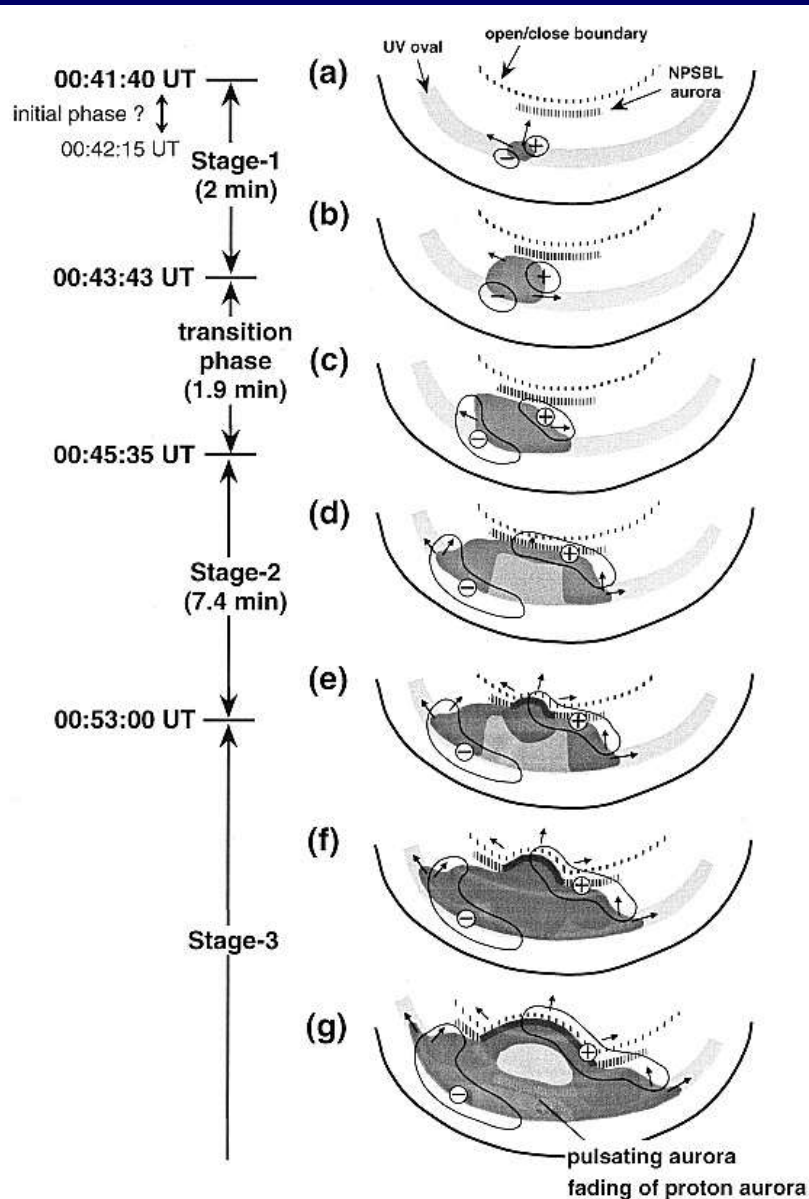 00:41:40 UT
initial phase ?
00:42:15 UT
Stage-1
(2 min)
00:43:43 UT
transition
phase
(1.9 min)
00:45:35 UT
Stage-2
(7.4 min)
00:53:00 UT
Stage-3
(a)
UV oval
open/close boundary
NPSBL
aurora
+
−
(b)
+
−
(c)
+
−
(d)
+
−
(e)
+
−
(f)
+
−
(g)
+
−
pulsating aurora
fading of proton aurora